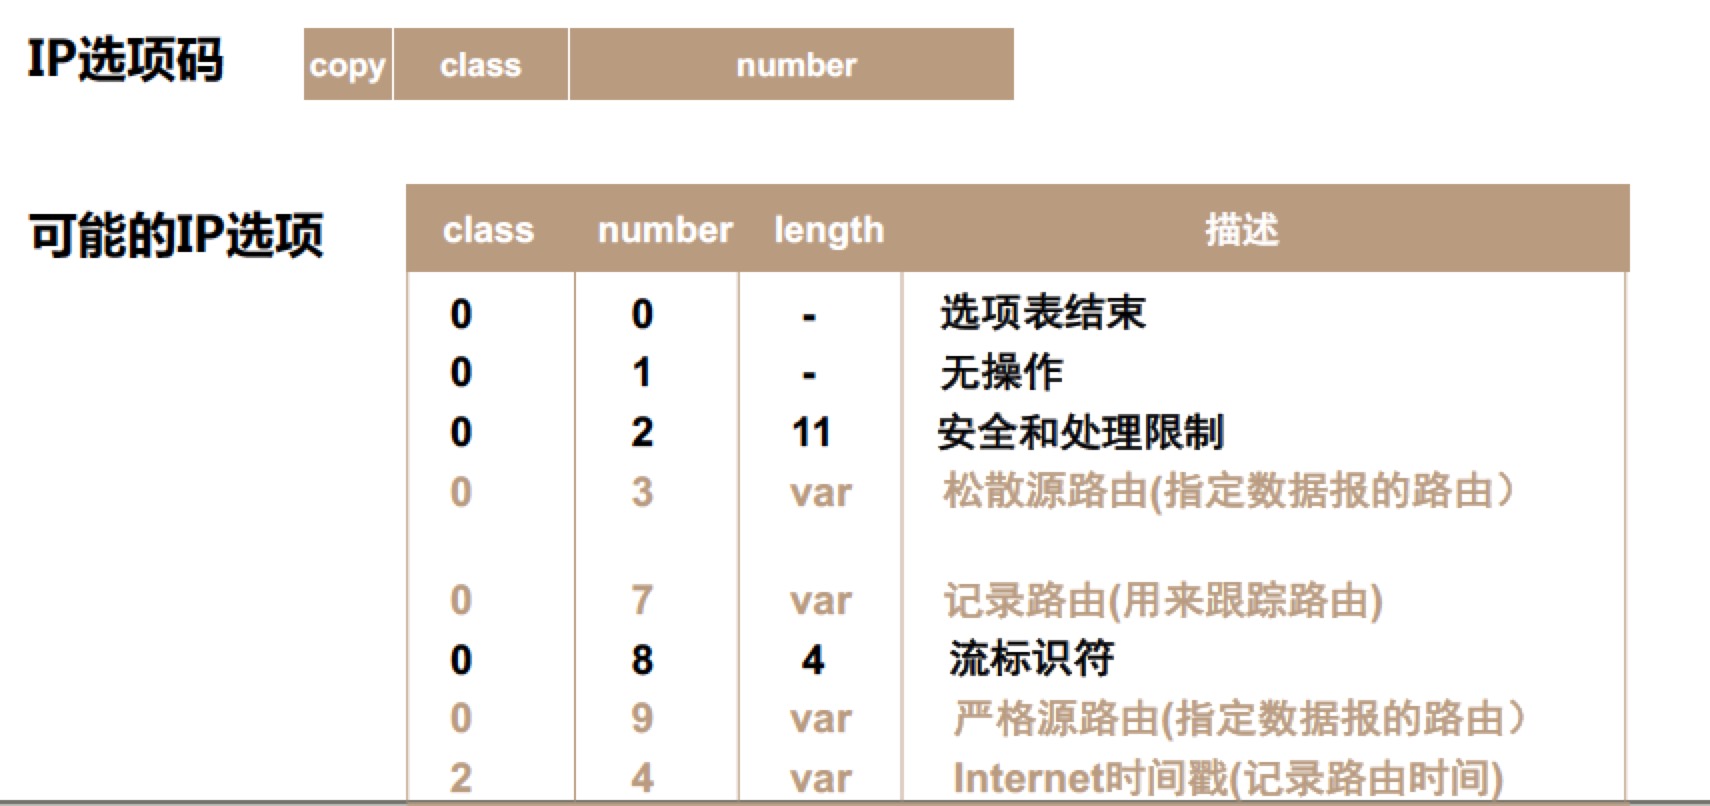 IP选项码 copy class number
可能的IP选项
class number length 描述
0 0 - 选项表结束
0 1 - 无操作
0 2 11 安全和处理限制
0 3 var 松散源路由(指定数据报的路由）
0 7 var 记录路由(用来跟踪路由)
0 8 4 流标识符
0 9 var 严格源路由(指定数据报的路由）
2 4 var Internet时间戳(记录路由时间)